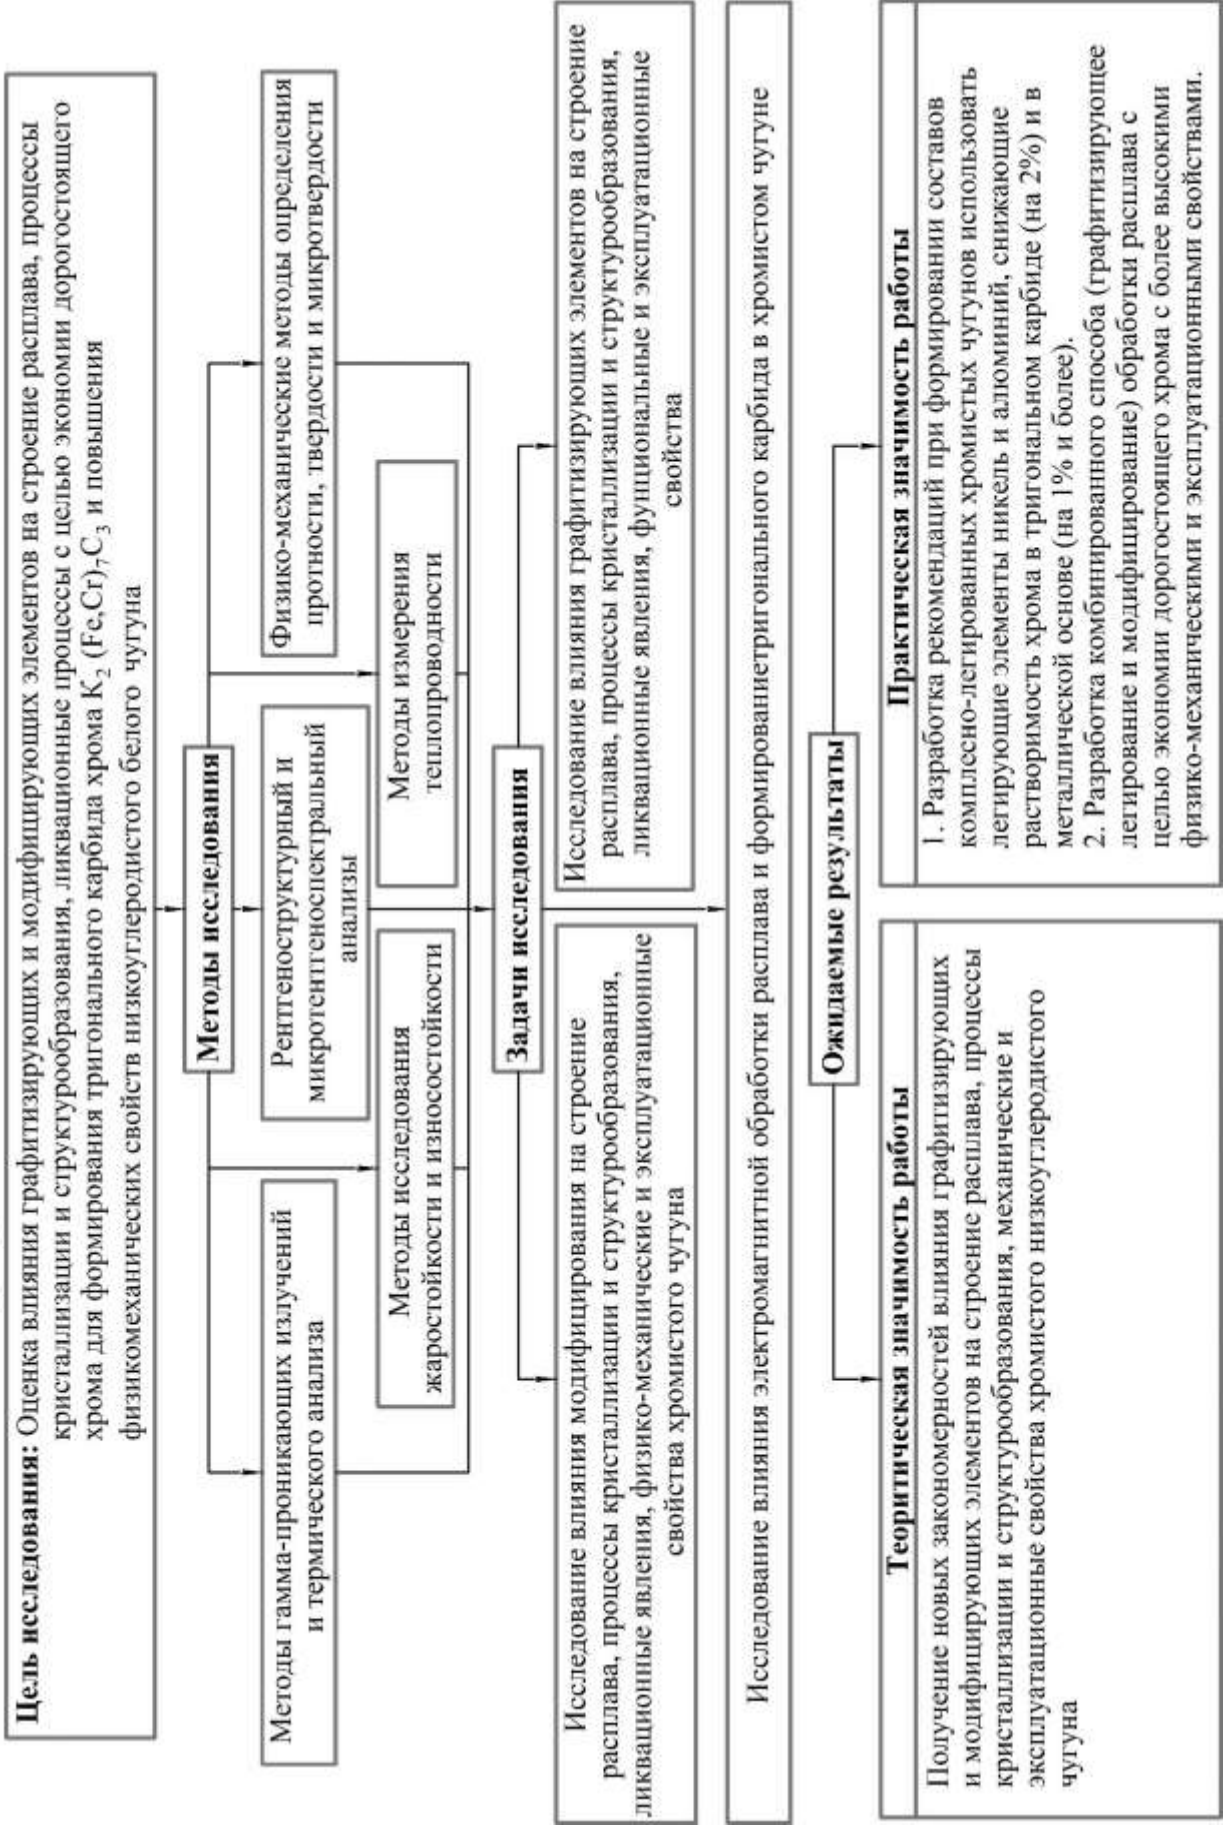 Цель исследования: Оценка влияния графитизирующих и модифицирующих элементов на строение расплава, процессы
кристаллизации и структурообразования, ликвационные процессы с целью экономии дорогостоящего
хрома для формирования тригонального карбида хрома K₂ (Fe,Cr)₇C₃ и повышения
физикомеханических свойств низкоуглеродистого белого чугуна
Методы исследования
Методы гамма-проникающих излучений
и термического анализа
Рентгеноструктурный и
микротентгеноспектральный
анализы
Физико-механические методы определения
протности, твердости и микротвердости
Методы исследования
жаростойкости и износостойкости
Методы измерения
теплопроводности
Задачи исследования
Исследование влияния модифицирования на строение
расплава, процессы кристаллизации и структурообразования,
ликвационные явления, физико-механические и эксплуатационные
свойства хромистого чугуна
Исследование влияния графитизирующих элементов на строение
расплава, процессы кристаллизации и структурообразования,
ликвационные явления, фунциональные и эксплуатационные
свойства
Исследование влияния электромагнитной обработки расплава и формированиетригонального карбида в хромистом чугуне
Ожидаемые результаты
Теоритическая значимость работы
Получение новых закономерностей влияния графитизирующих
и модифицирующих элементов на строение расплава, процессы
кристаллизации и структурообразования, механические и
эксплуатационные свойства хромистого низкоуглеродистого
чугуна
Практическая значимость работы
1. Разработка рекомендаций при формировании составов
комплесно-легированных хромистых чугунов использовать
легирующие элементы никель и алюминий, снижающие
растворимость хрома в тригональном карбиде (на 2%) и в
металлической основе (на 1% и более).
2. Разработка комбинированного способа (графитизирующее
легирование и модифицирование) обработки расплава с
целью экономии дорогостоящего хрома с более высокими
физико-механическими и эксплуатационными свойствами.